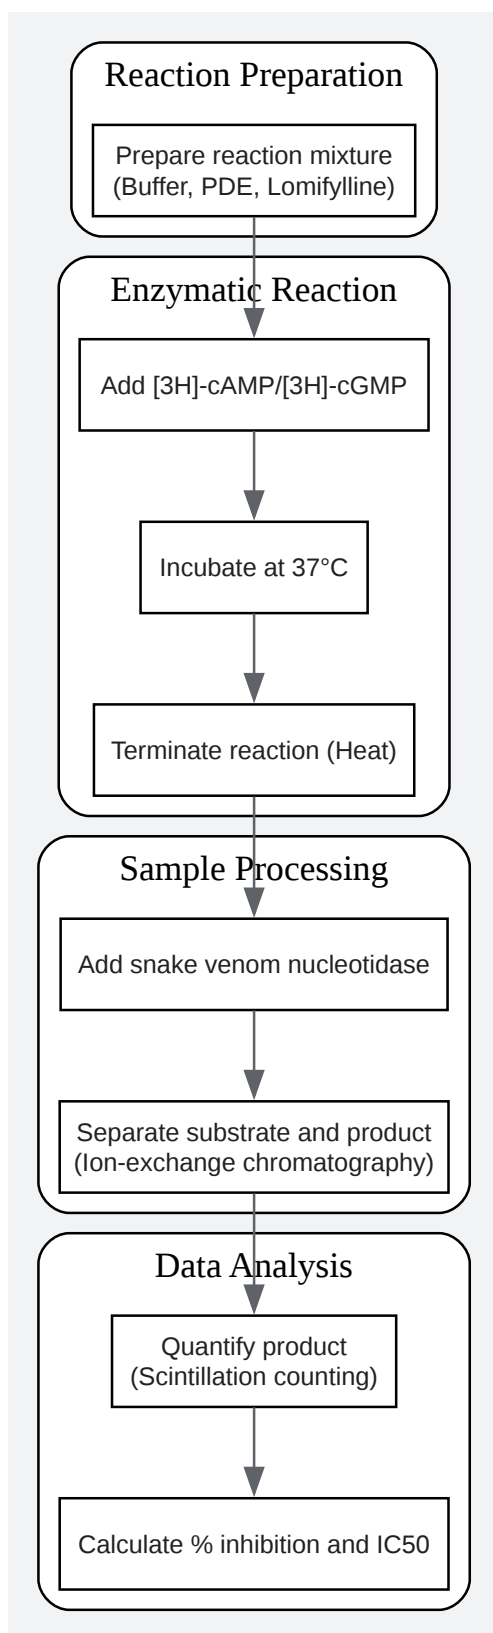 Reaction Preparation
Prepare reaction mixture
(Buffer, PDE, Lomifylline)
Enzymatic Reaction
Add [3H]-cAMP/[3H]-cGMP
Incubate at 37°C
Terminate reaction (Heat)
Sample Processing
Add snake venom nucleotidase
Separate substrate and product
(Ion-exchange chromatography)
Data Analysis
Quantify product
(Scintillation counting)
Calculate % inhibition and IC50